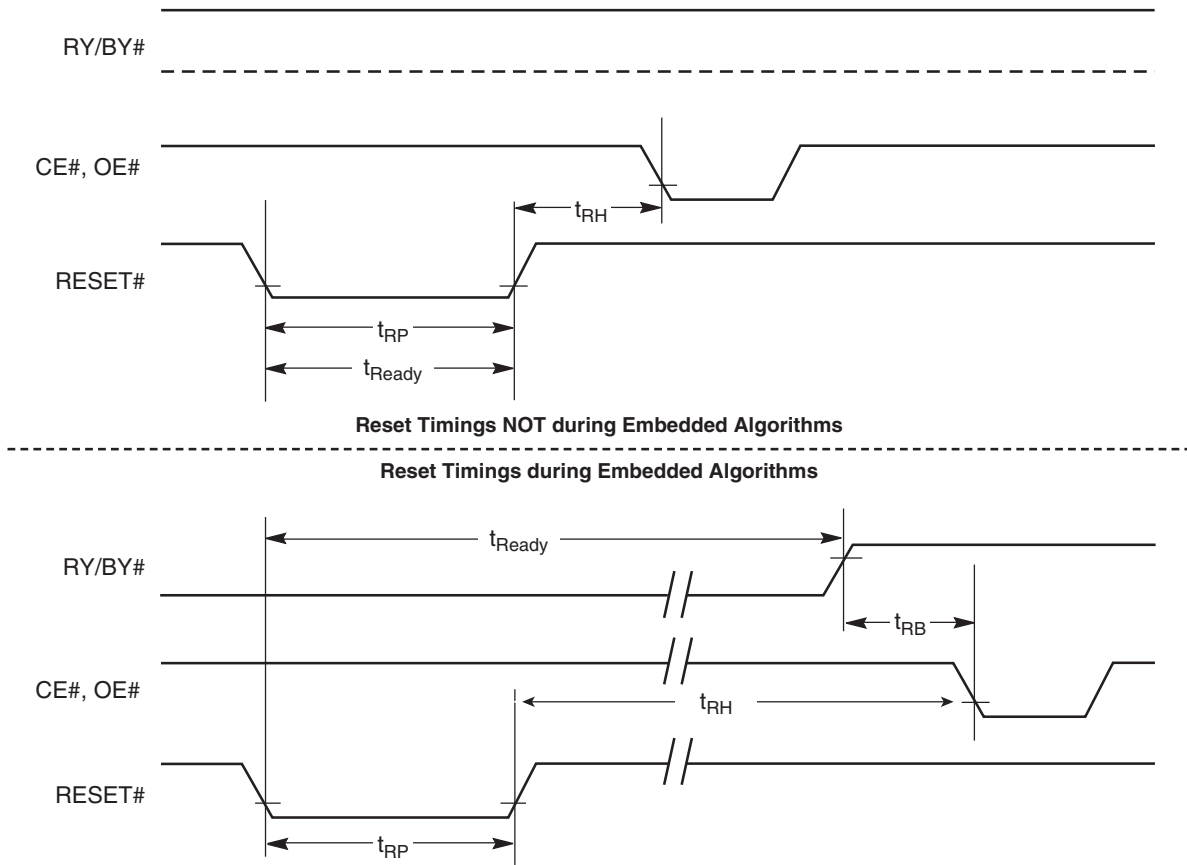 RY/BY#
CE#, OE#
tRH
RESET#
tRP
tReady
Reset Timings NOT during Embedded Algorithms
Reset Timings during Embedded Algorithms
tReady
RY/BY#
tRB
CE#, OE#
tRH
RESET#
tRP